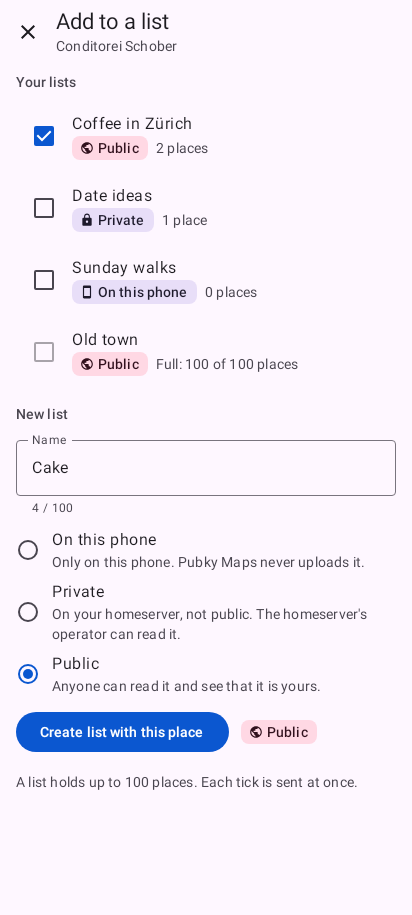 Add to a list
Conditorei Schober
Your lists
Coffee in Zürich
Public 2 places
Date ideas
Private 1 place
Sunday walks
On this phone 0 places
Old town
Public Full: 100 of 100 places
New list
Name
Cake
4 / 100
On this phone
Only on this phone. Pubky Maps never uploads it.
Private
On your homeserver, not public. The homeserver's
operator can read it.
Public
Anyone can read it and see that it is yours.
Create list with this place Public
A list holds up to 100 places. Each tick is sent at once.